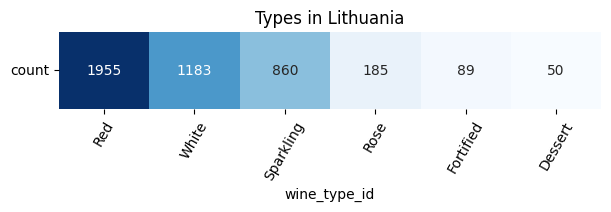 Types in Lithuania
count 1955 1183 860 185 89 50
Red White Sparkling Rose Fortified Dessert
wine_type_id